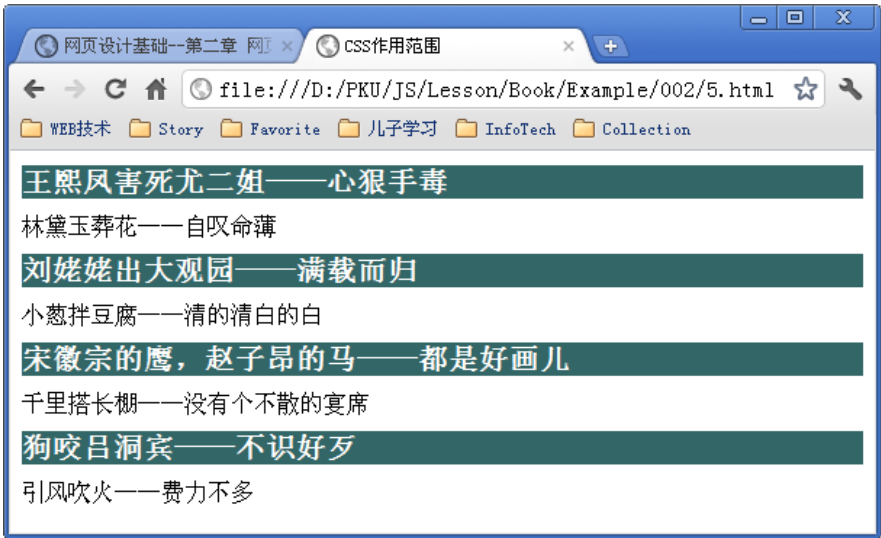 网页设计基础--第二章 网页 CSS作用范围
file:///D:/PKU/JS/Lesson/Book/Example/002/5.html
WEB技术 Story Favorite 儿子学习 InfoTech Collection
王熙凤害死尤二姐——心狠手毒
林黛玉葬花——自叹命薄
刘姥姥出大观园——满载而归
小葱拌豆腐——清的清白的白
宋徽宗的鹰，赵子昂的马——都是好画儿
千里搭长棚——没有个不散的宴席
狗咬吕洞宾——不识好歹
引风吹火——费力不多